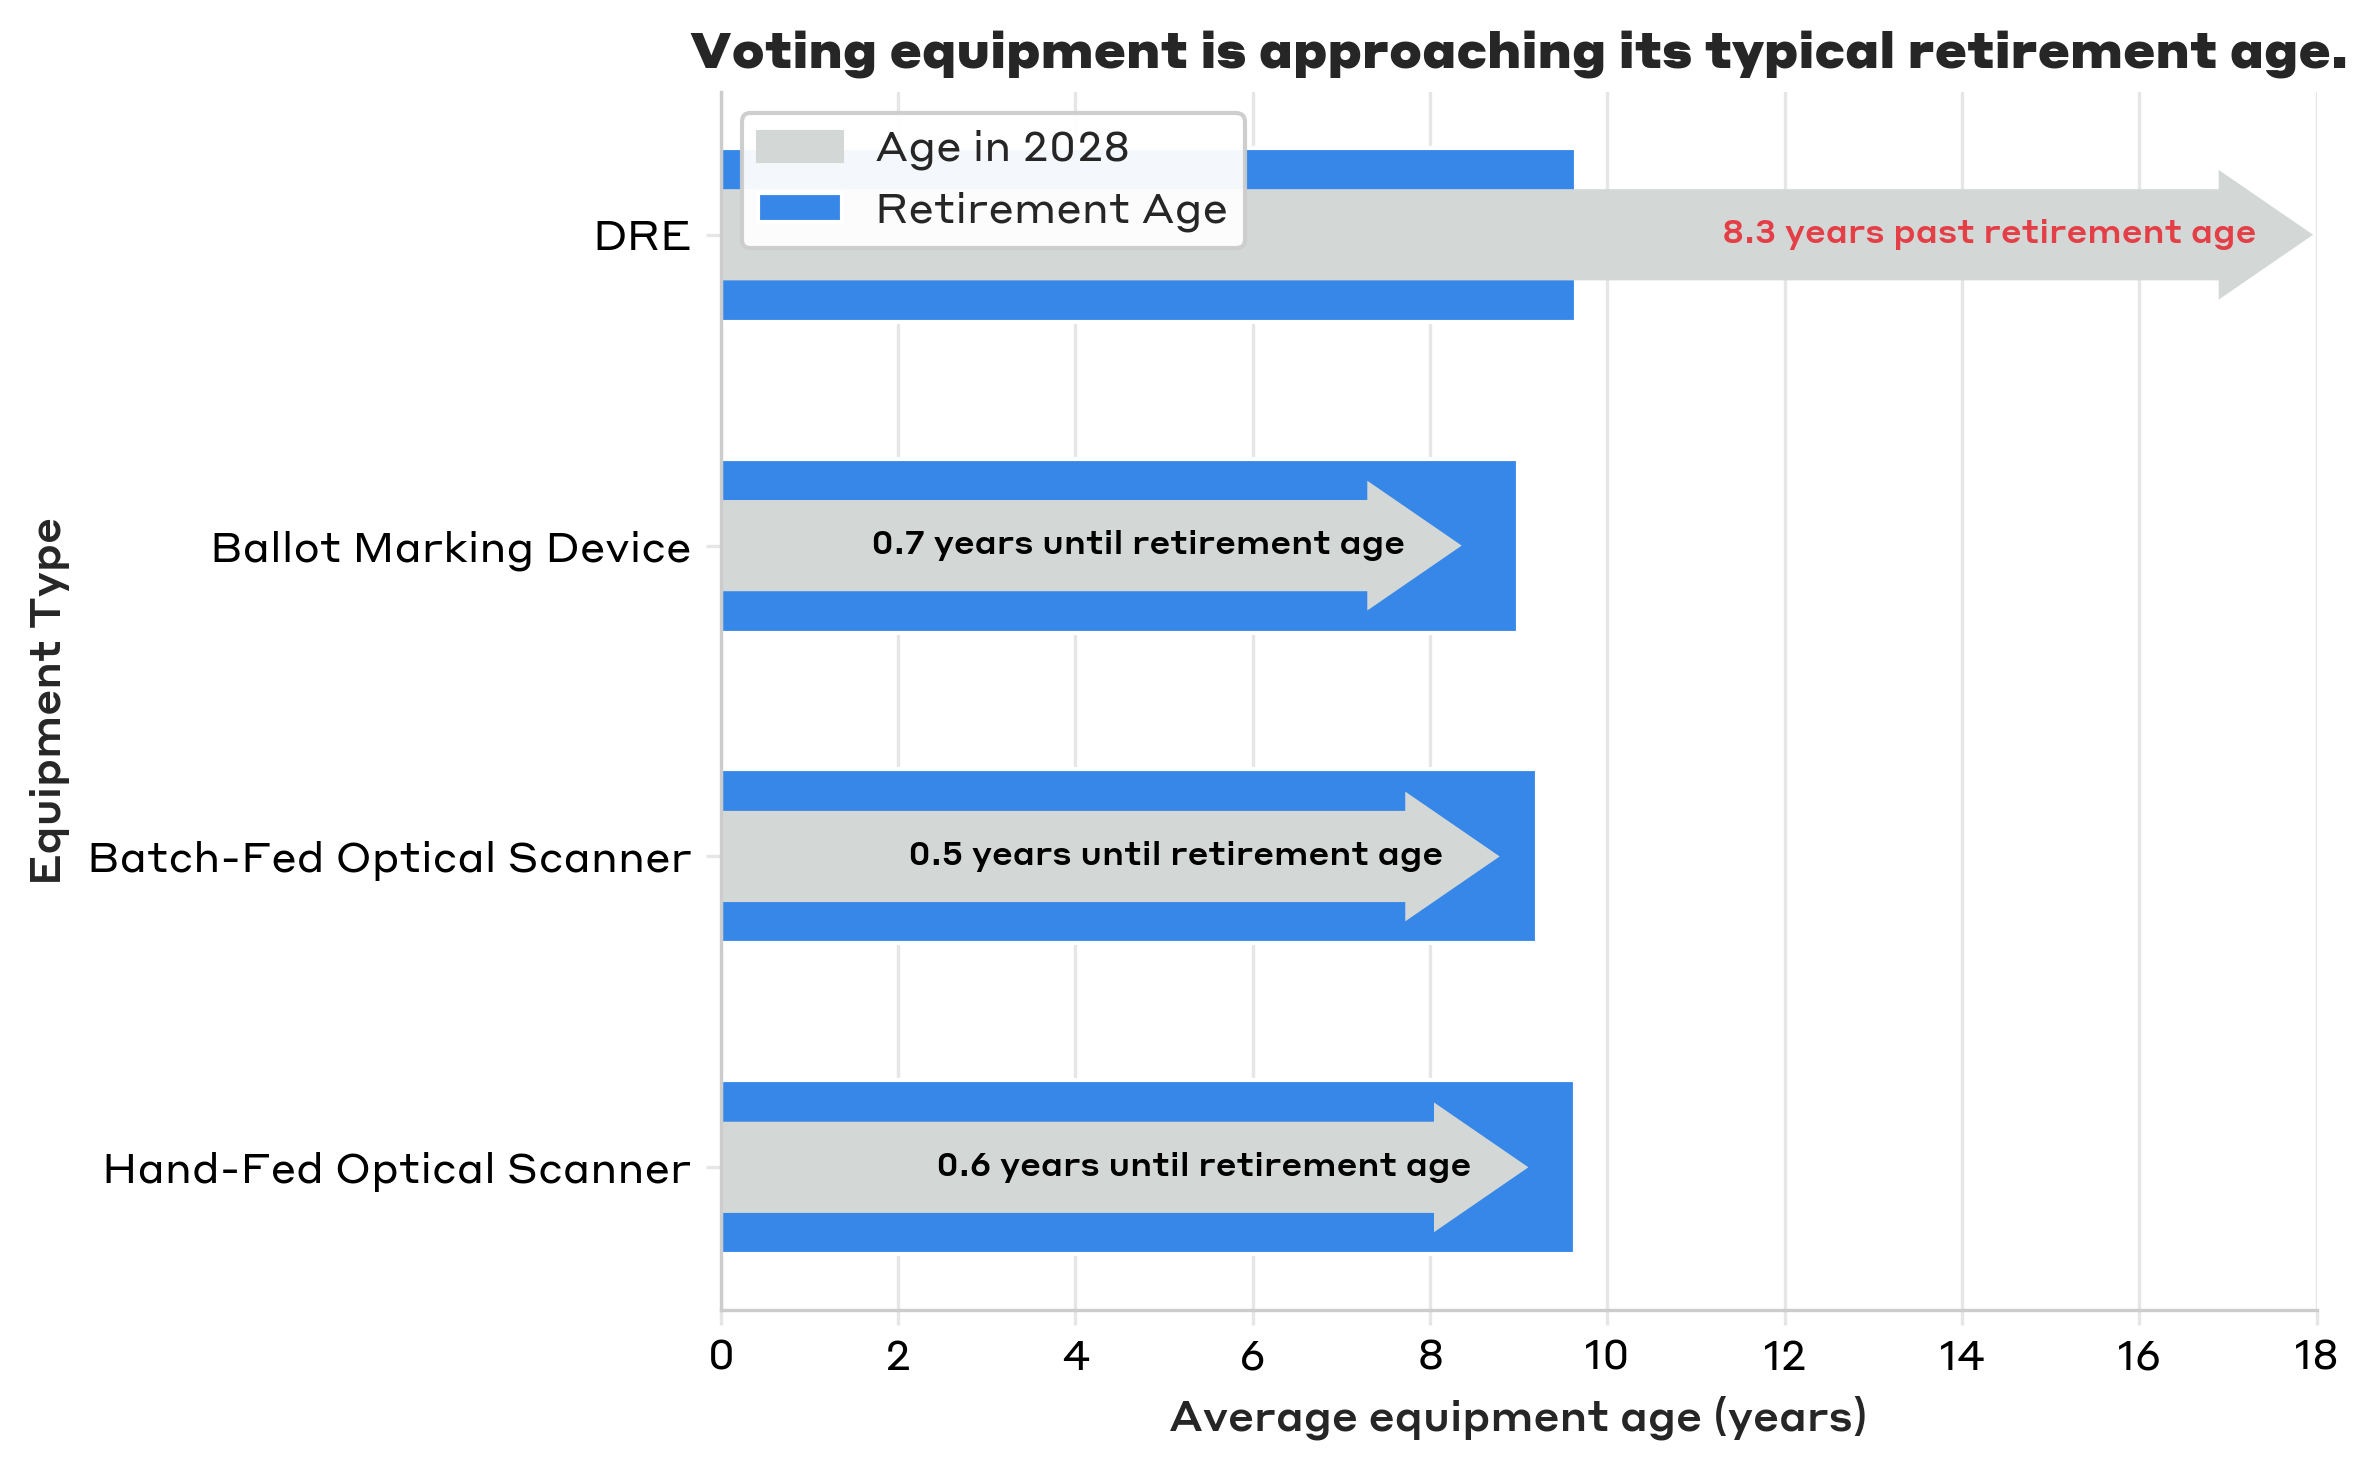 Voting equipment is approaching its typical retirement age.
Age in 2028
Retirement Age
DRE
8.3 years past retirement age
Ballot Marking Device
0.7 years until retirement age
Batch-Fed Optical Scanner
0.5 years until retirement age
Hand-Fed Optical Scanner
0.6 years until retirement age
Equipment Type
0 2 4 6 8 10 12 14 16 18
Average equipment age (years)